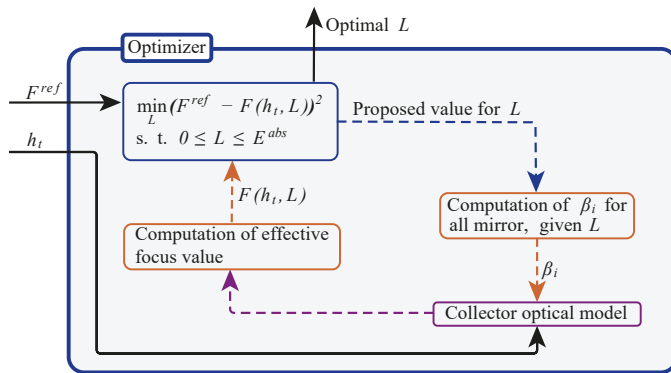 Optimal L
Optimizer
F^ref
min_L (F^ref − F(h_t, L))^2
s. t. 0 ≤ L ≤ E^abs
Proposed value for L
h_t
F(h_t, L)
Computation of β_i for
all mirror, given L
Computation of effective
focus value
β_i
Collector optical model